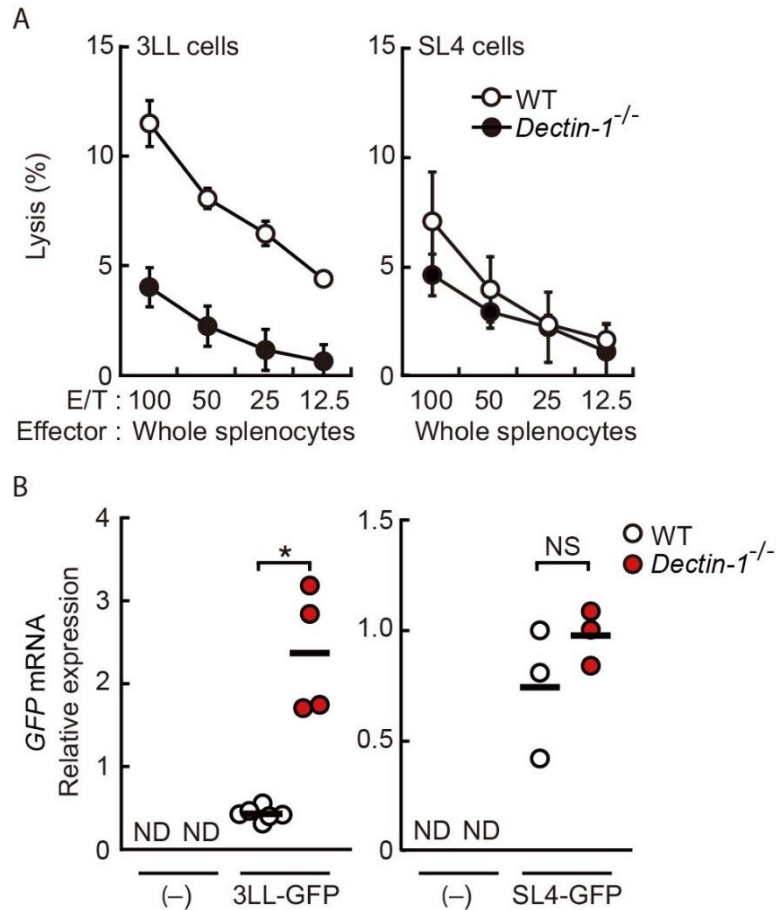 A
15 3LL cells
10
5
0
Lysis (%)
E/T : 100 50 25 12.5
Effector : Whole splenocytes
15 SL4 cells
WT
Dectin-1-/-
10
5
0
100 50 25 12.5
Whole splenocytes
B
4
3
2
1
0
GFP mRNA
Relative expression
*
ND ND
(–) 3LL-GFP
1.5
1.0
0.5
0
NS
WT
Dectin-1-/-
ND ND
(–) SL4-GFP